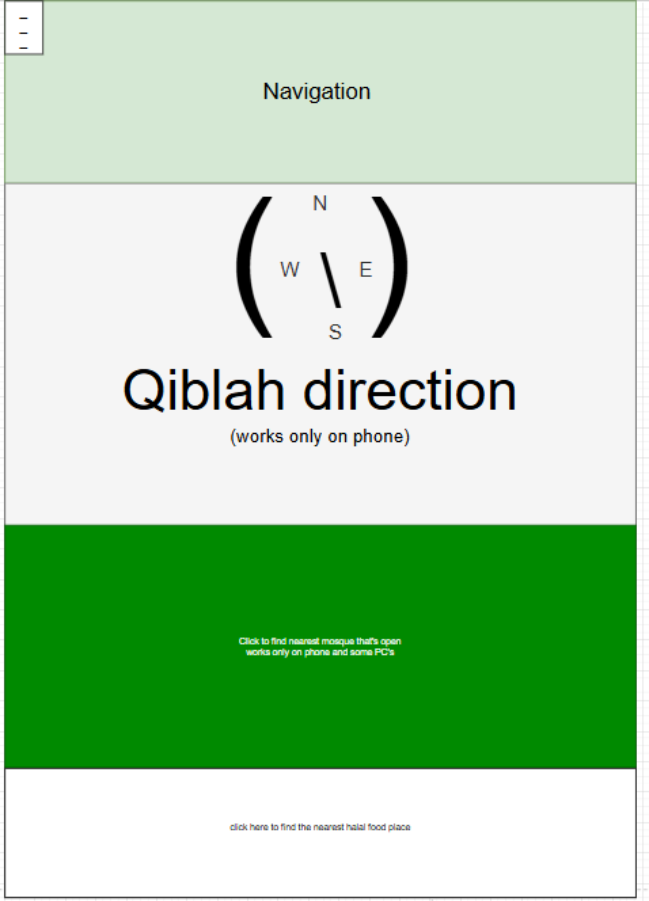 Navigation
N
W E
S
Qiblah direction
(works only on phone)
Click to find nearest mosque that's open
works only on phone and some PC's
click here to find the nearest halal food place